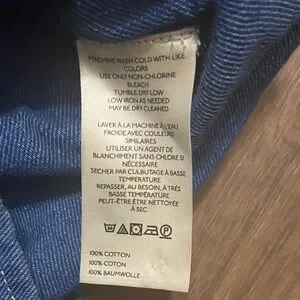 MACHINE WASH COLD WITH LIKE
COLORS
USE ONLY NON-CHLORINE
BLEACH
TUMBLE DRY LOW
LOW IRON AS NEEDED
MAY BE DRY CLEANED
LAVER À LA MACHINE À L'EAU
FROIDE AVEC COULEURS
SIMILAIRES
UTILISER UN AGENT DE
BLANCHIMENT SANS CHLORE SI
NÉCESSAIRE
SECHER PAR CULBUTAGE À BASSE
TEMPERATURE
REPASSER, AU BESOIN, À TRÈS
BASSE TEMPÉRATURE
PEUT-ÊTRE ÊTRE NETTOYÉE
À SEC
100% COTTON
100% COTON
100% BAUMWOLLE